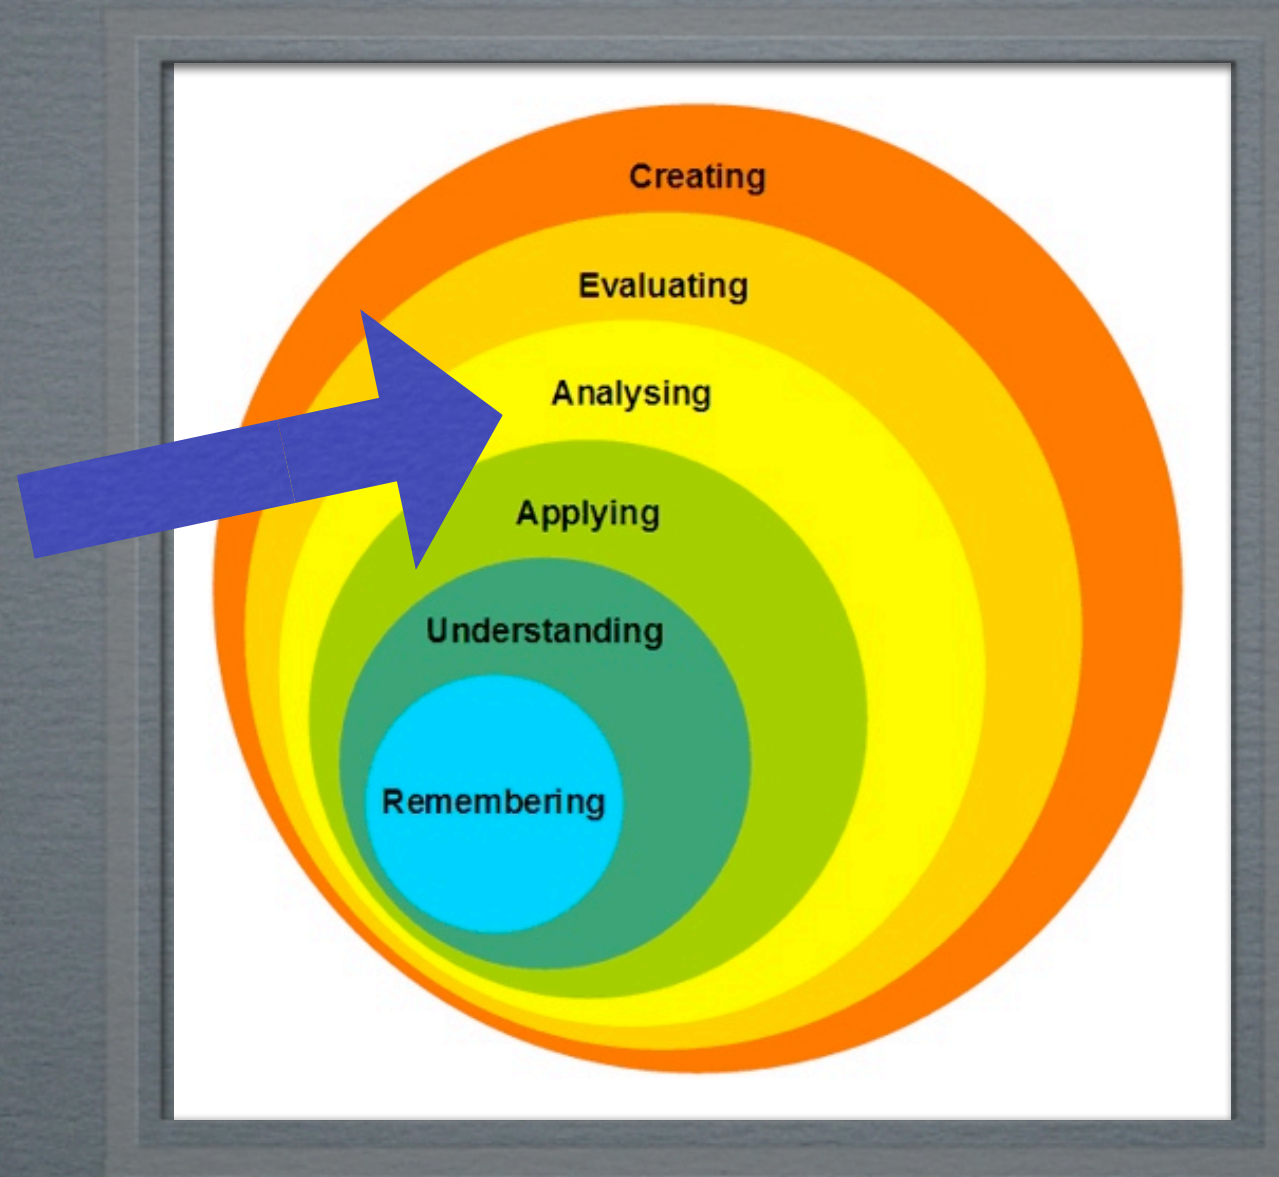 Creating
Evaluating
Analysing
Applying
Understanding
Remembering